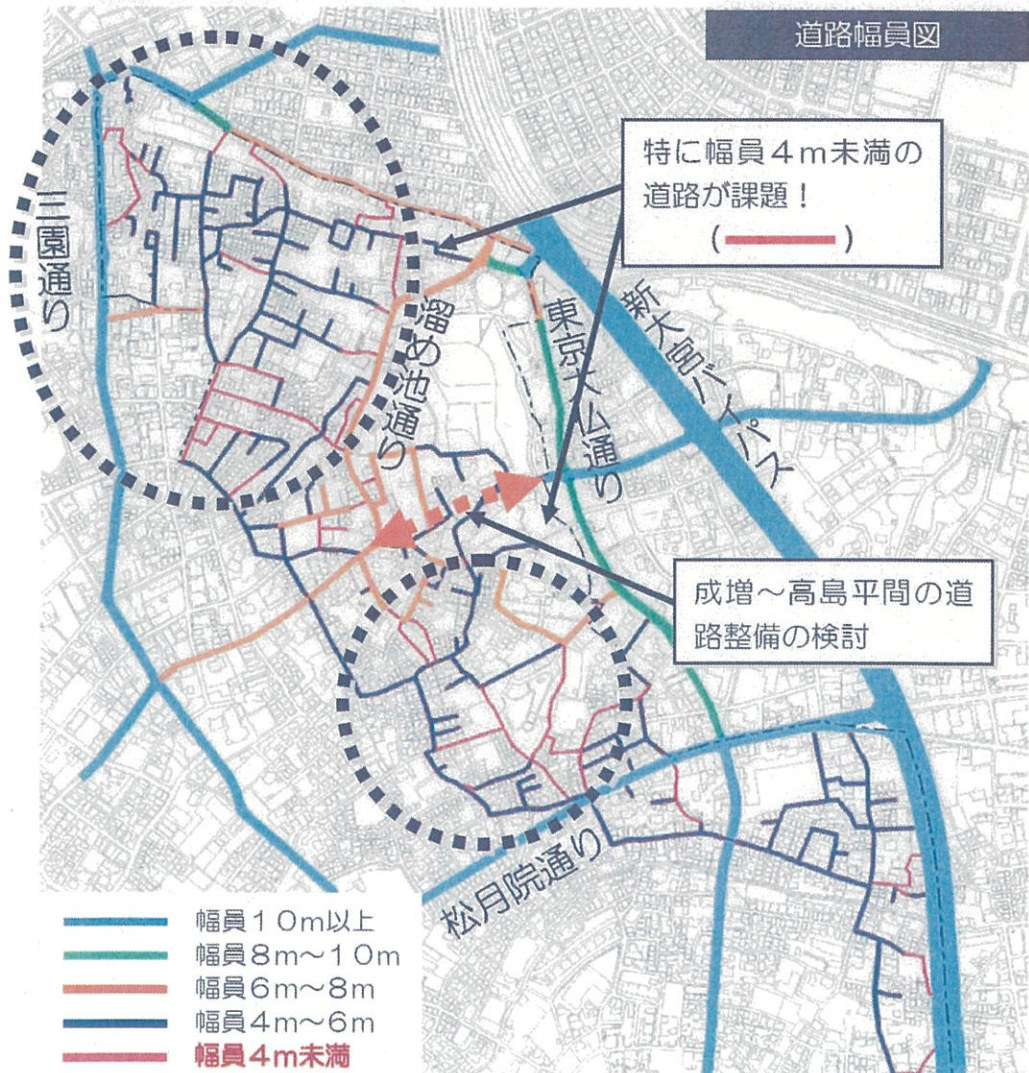 道路幅員図
特に幅員４ｍ未満の
道路が課題！
（　　　）
三園通り
溜め池通り
東京大仏通り
新大宮バイパス
成増～高島平間の道
路整備の検討
松月院通り
幅員１０ｍ以上
幅員８ｍ～１０ｍ
幅員６ｍ～８ｍ
幅員４ｍ～６ｍ
幅員４ｍ未満